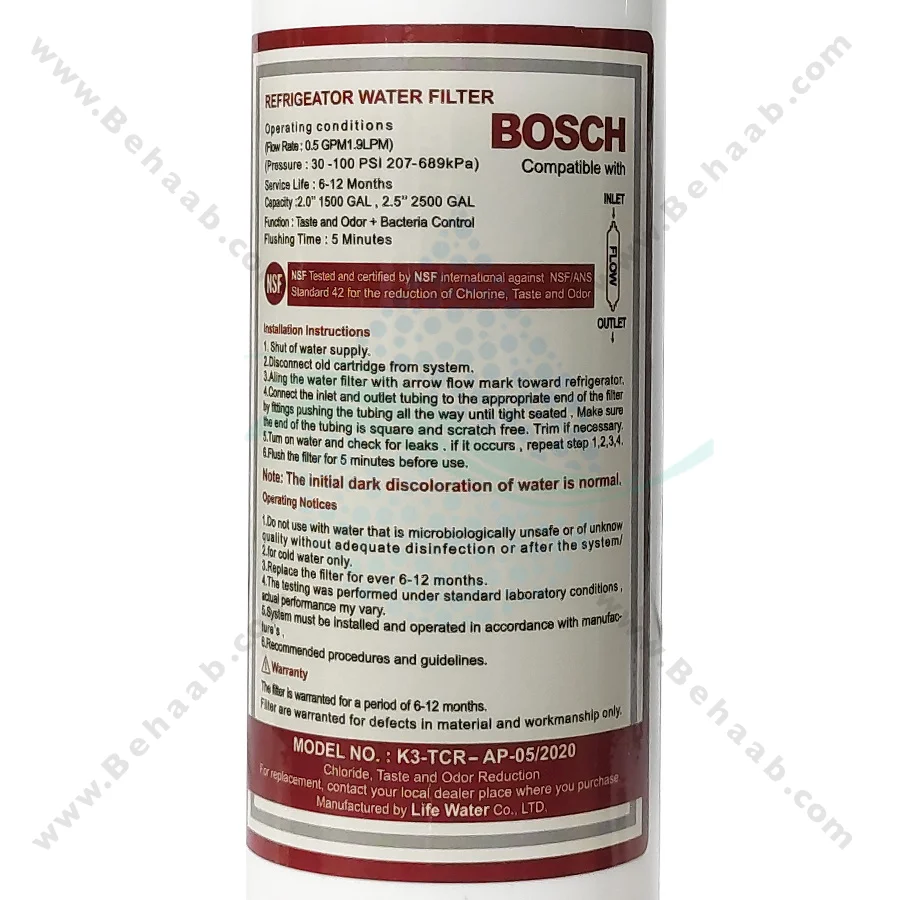 REFRIGEATOR WATER FILTER
BOSCH
Compatible with
Operating conditions
(Flow Rate : 0.5 GPM1.9LPM)
(Pressure : 30 -100 PSI 207-689kPa)
Service Life : 6-12 Months
Capacity :2.0" 1500 GAL , 2.5" 2500 GAL
Function : Taste and Odor + Bacteria Control
Flushing Time : 5 Minutes
INLET
FLOW
OUTLET
NSF
NSF Tested and certified by NSF international against NSF/ANS
Standard 42 for the reduction of Chlorine, Taste and Odor
Installation Instructions
1. Shut of water supply.
2.Disconnect old cartridge from system.
3.Aling the water filter with arrow flow mark toward refrigerator.
4.Connect the inlet and outlet tubing to the appropriate end of the filter
by fittings pushing the tubing all the way until tight seated . Make sure
the end of the tubing is square and scratch free. Trim if necessary.
5.Turn on water and check for leaks . if it occurs , repeat step 1,2,3,4.
6.Flush the filter for 5 minutes before use.
Note: The initial dark discoloration of water is normal.
Operating Notices
1.Do not use with water that is microbiologically unsafe or of unknow
quality without adequate disinfection or after the system/
2.for cold water only.
3.Replace the filter for ever 6-12 months.
4.The testing was performed under standard laboratory conditions ,
actual performance my vary.
5.System must be installed and operated in accordance with manufac-
ture`s .
6.Recommended procedures and guidelines.
Warranty
The filter is warranted for a period of 6-12 months.
Filter are warranted for defects in material and workmanship only.
MODEL NO. : K3-TCR– AP-05/2020
Chloride, Taste and Odor Reduction
For replacement, contact your local dealer place where you purchase
Manufactured by Life Water Co., LTD.
www.Behaab.com
www.Behaab.com
www.Behaab.com
www.Behaab.com